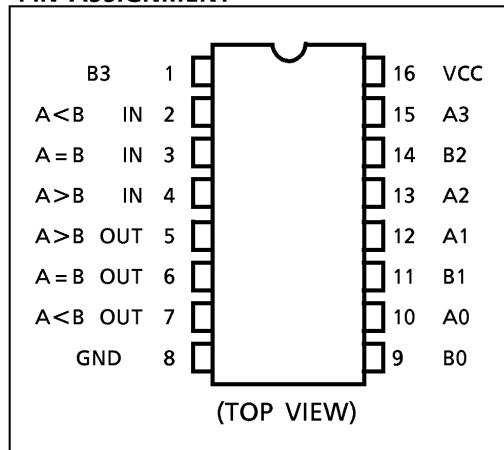 PIN ASSIGNMENT
B3 1 16 VCC
A<B IN 2 15 A3
A=B IN 3 14 B2
A>B IN 4 13 A2
A>B OUT 5 12 A1
A=B OUT 6 11 B1
A<B OUT 7 10 A0
GND 8 9 B0
(TOP VIEW)